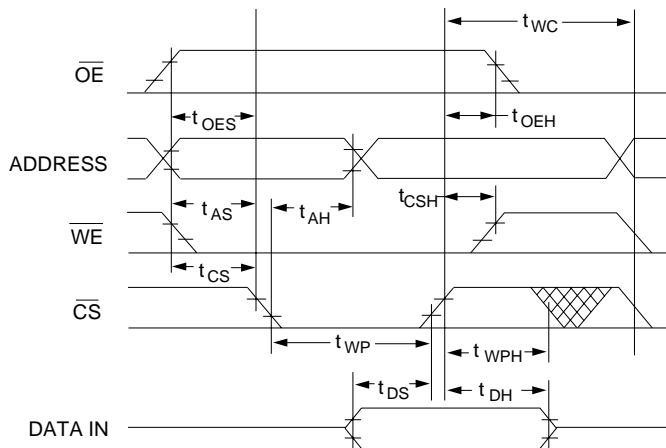 tWC
OE
tOES
tOEH
ADDRESS
tAS
tAH
tCSH
WE
tCS
CS
tWP
tWPH
tDS
tDH
DATA IN